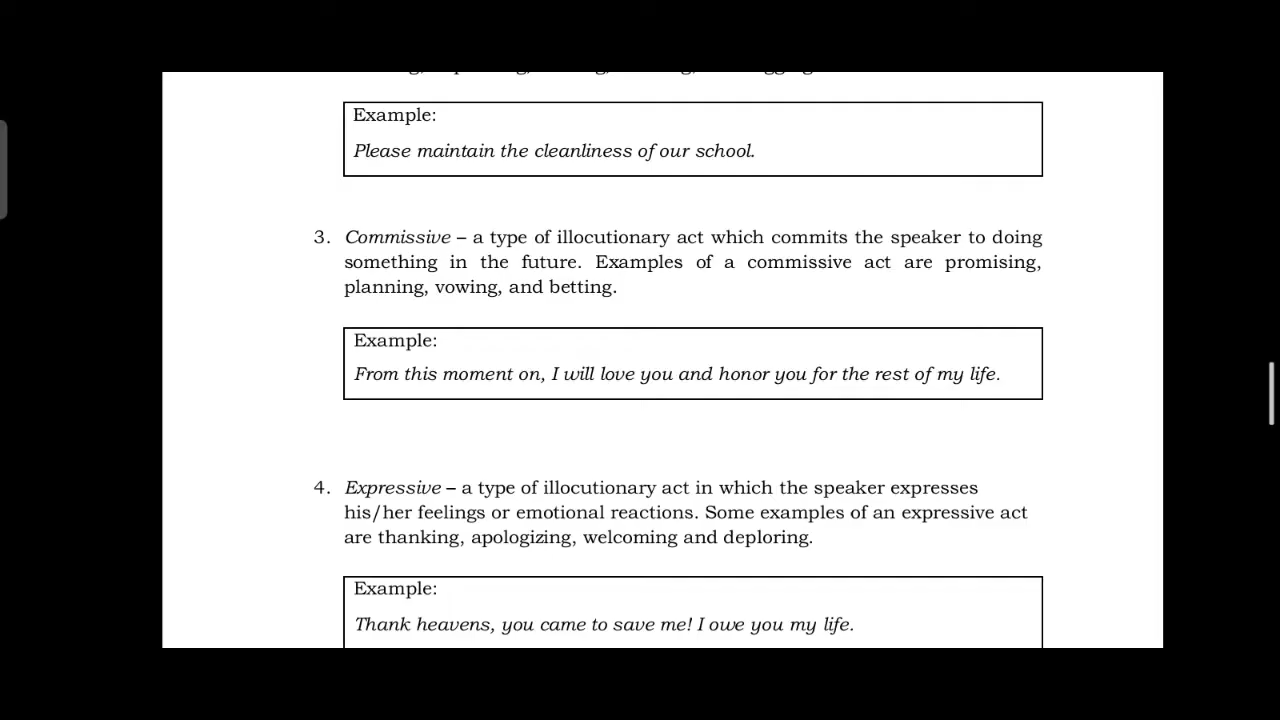 Example:
Please maintain the cleanliness of our school.
3. Commissive – a type of illocutionary act which commits the speaker to doing
something in the future. Examples of a commissive act are promising,
planning, vowing, and betting.
Example:
From this moment on, I will love you and honor you for the rest of my life.
4. Expressive – a type of illocutionary act in which the speaker expresses
his/her feelings or emotional reactions. Some examples of an expressive act
are thanking, apologizing, welcoming and deploring.
Example:
Thank heavens, you came to save me! I owe you my life.